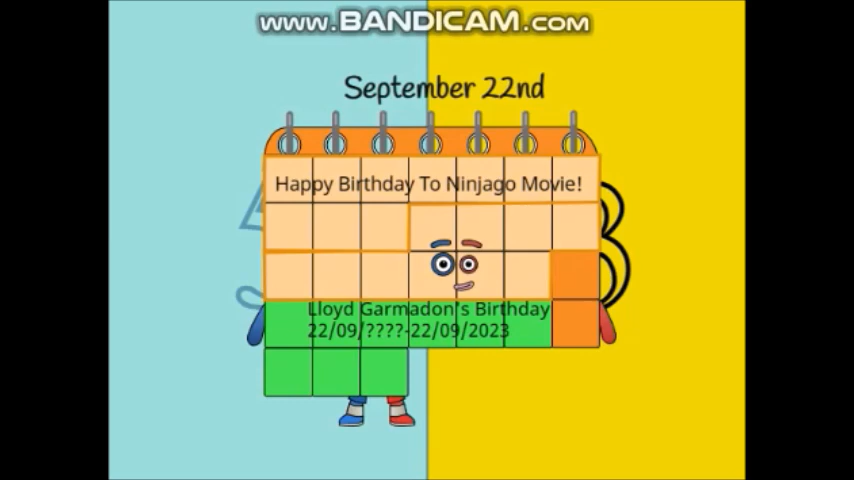 www.BANDICAM.com
September 22nd
Happy Birthday To Ninjago Movie!
Lloyd Garmadon's Birthday
22/09/????-22/09/2023